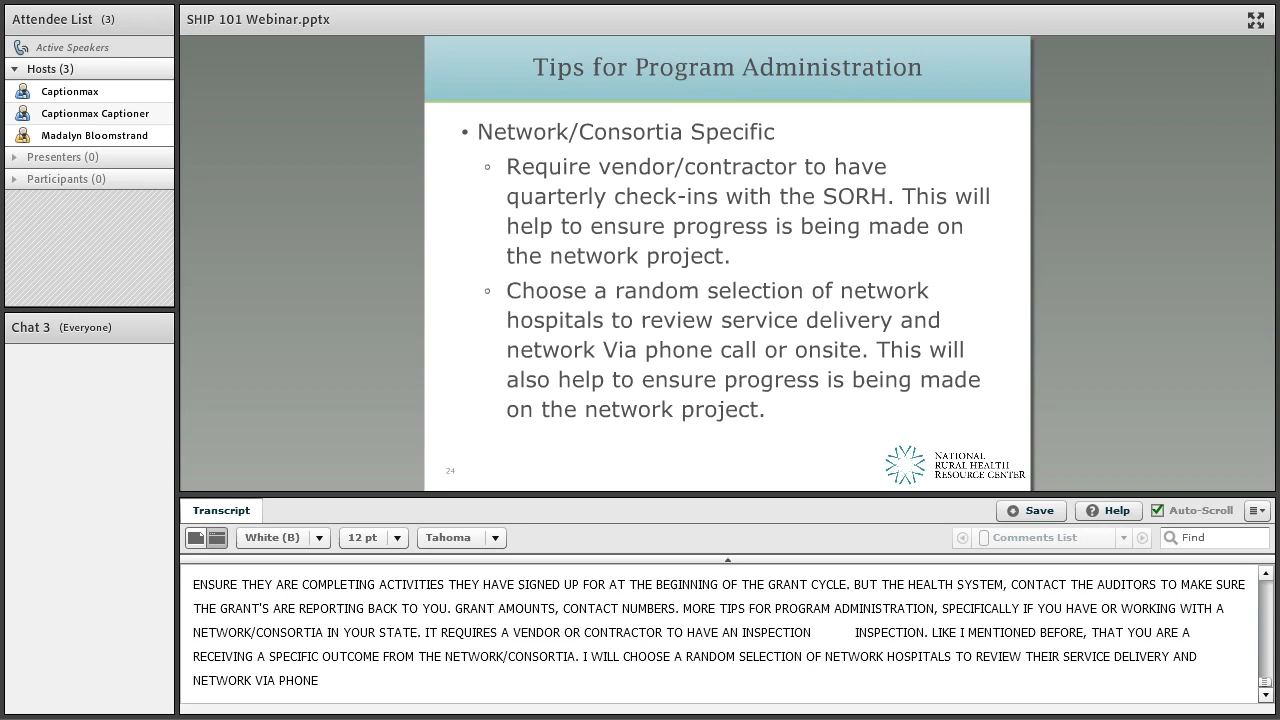 Attendee List (3)
Active Speakers
Hosts (3)
Captionmax
Captionmax Captioner
Madalyn Bloomstrand
Presenters (0)
Participants (0)
Chat 3 (Everyone)
SHIP 101 Webinar.pptx
Tips for Program Administration
• Network/Consortia Specific
◦ Require vendor/contractor to have
quarterly check-ins with the SORH. This will
help to ensure progress is being made on
the network project.
◦ Choose a random selection of network
hospitals to review service delivery and
network Via phone call or onsite. This will
also help to ensure progress is being made
on the network project.
24
NATIONAL
RURAL HEALTH
RESOURCE CENTER
Transcript
Save
Help
Auto-Scroll
White (B)
12 pt
Tahoma
Comments List
Find
ENSURE THEY ARE COMPLETING ACTIVITIES THEY HAVE SIGNED UP FOR AT THE BEGINNING OF THE GRANT CYCLE. BUT THE HEALTH SYSTEM, CONTACT THE AUDITORS TO MAKE SURE
THE GRANT'S ARE REPORTING BACK TO YOU. GRANT AMOUNTS, CONTACT NUMBERS. MORE TIPS FOR PROGRAM ADMINISTRATION, SPECIFICALLY IF YOU HAVE OR WORKING WITH A
NETWORK/CONSORTIA IN YOUR STATE. IT REQUIRES A VENDOR OR CONTRACTOR TO HAVE AN INSPECTION INSPECTION. LIKE I MENTIONED BEFORE, THAT YOU ARE A
RECEIVING A SPECIFIC OUTCOME FROM THE NETWORK/CONSORTIA. I WILL CHOOSE A RANDOM SELECTION OF NETWORK HOSPITALS TO REVIEW THEIR SERVICE DELIVERY AND
NETWORK VIA PHONE